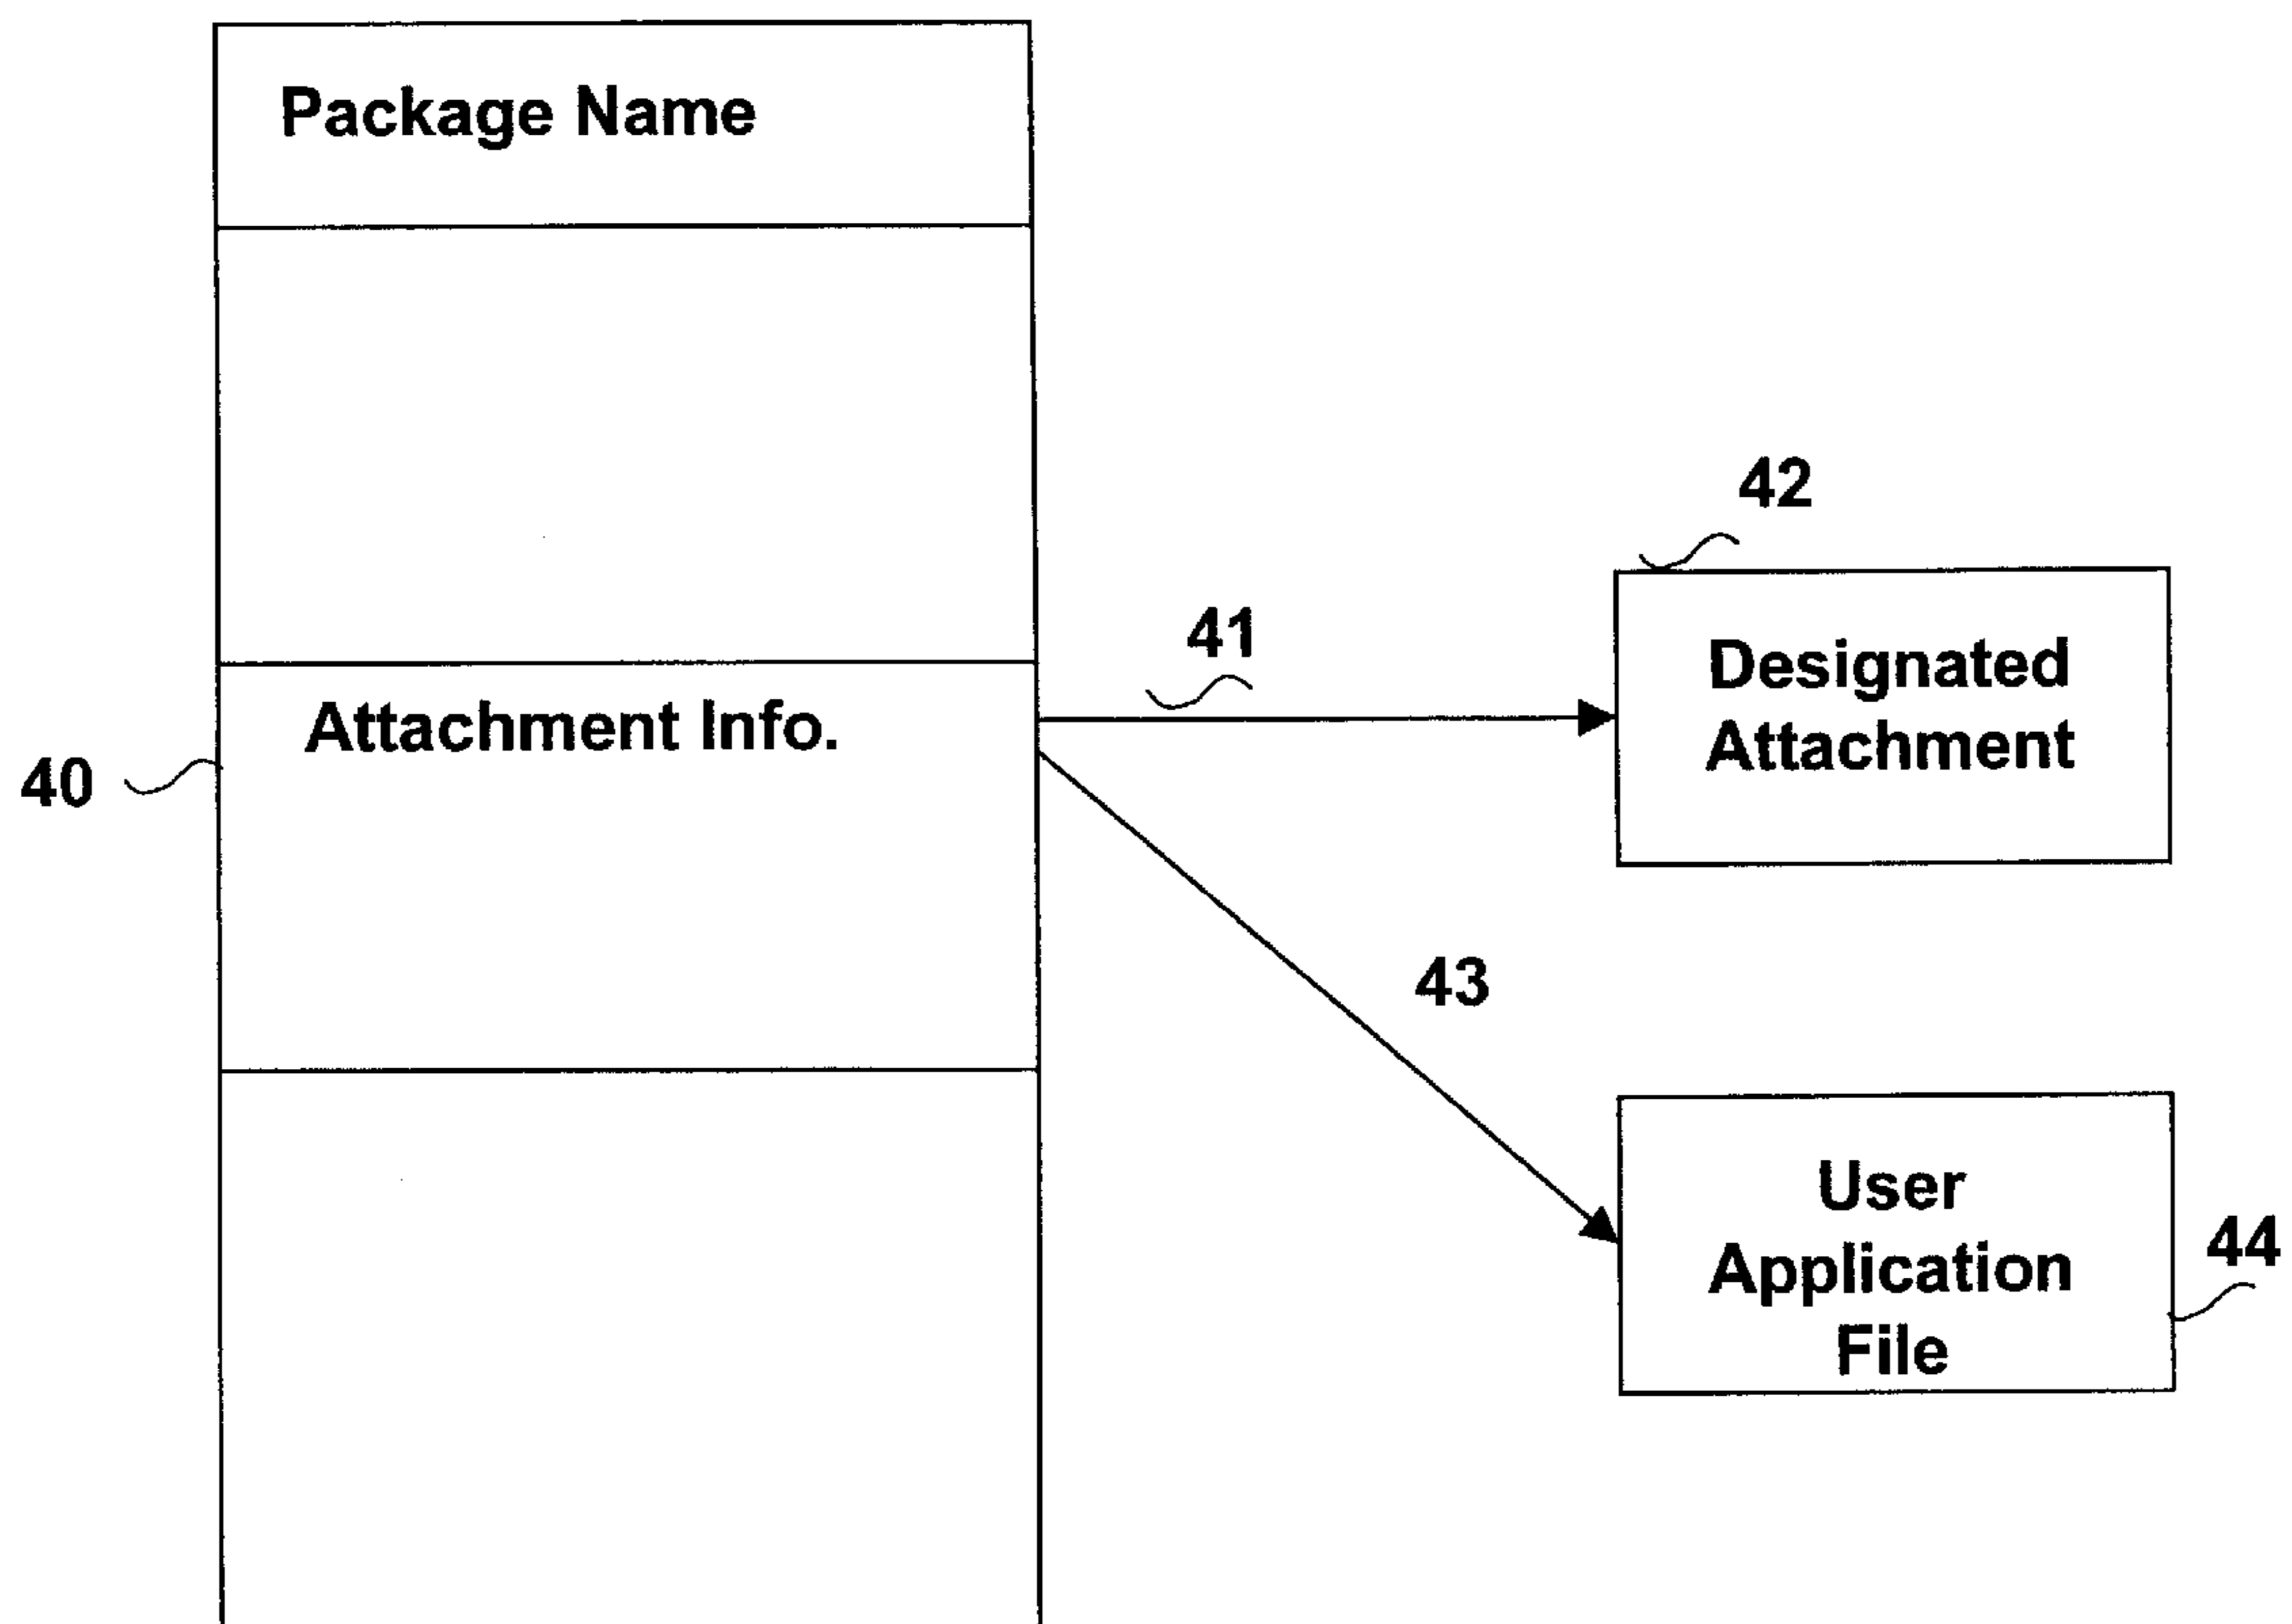 Package Name
42
41
Designated
Attachment
Attachment Info.
40
43
User
Application
File
44